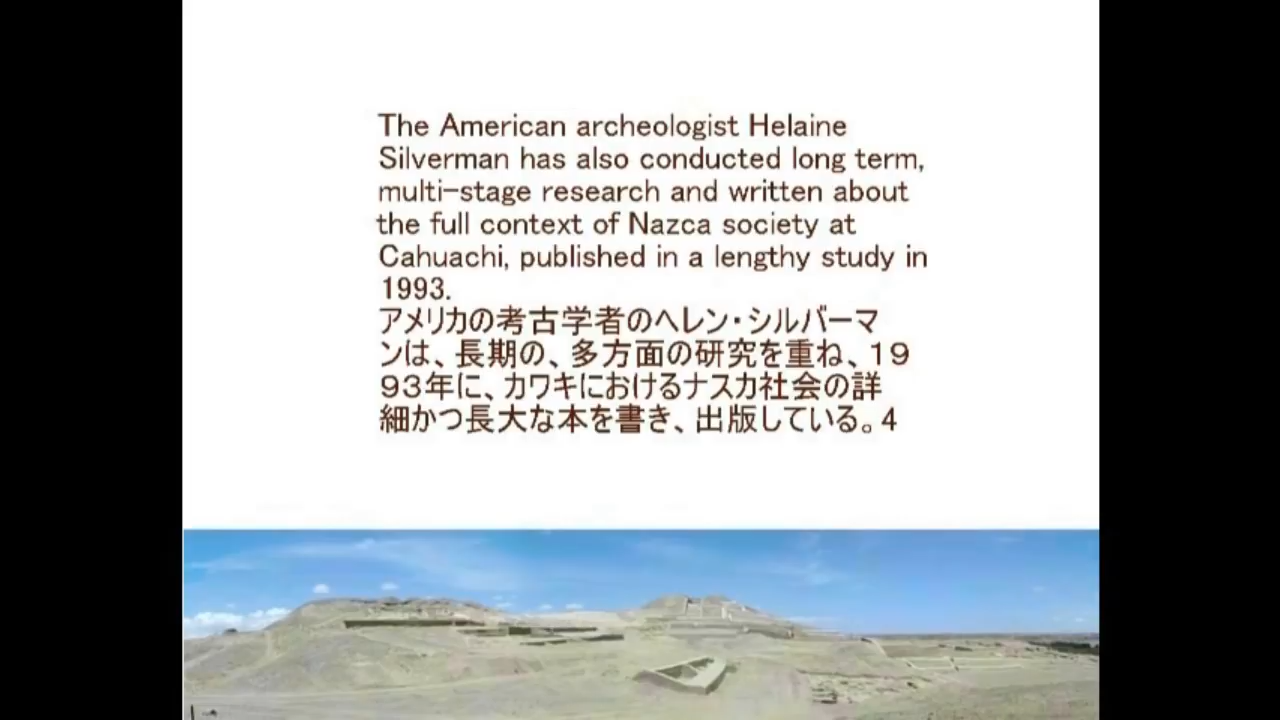 The American archeologist Helaine
Silverman has also conducted long term,
multi-stage research and written about
the full context of Nazca society at
Cahuachi, published in a lengthy study in
1993.
アメリカの考古学者のヘレン・シルバーマ
ンは、長期の、多方面の研究を重ね、１９
９３年に、カワキにおけるナスカ社会の詳
細かつ長大な本を書き、出版している。4